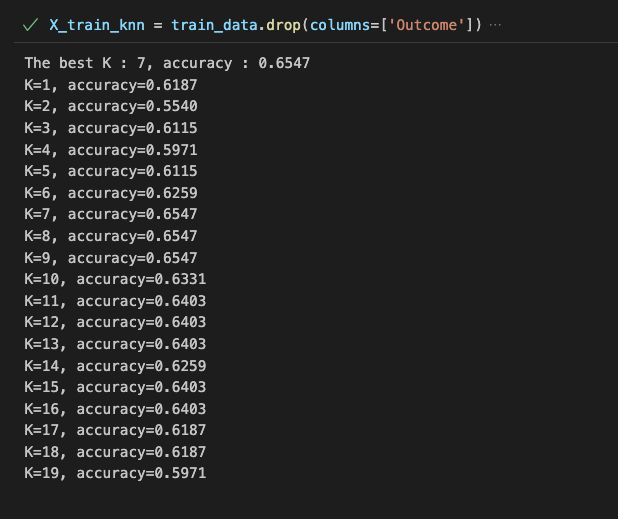 X_train_knn = train_data.drop(columns=['Outcome']) ...
The best K : 7, accuracy : 0.6547
K=1, accuracy=0.6187
K=2, accuracy=0.5540
K=3, accuracy=0.6115
K=4, accuracy=0.5971
K=5, accuracy=0.6115
K=6, accuracy=0.6259
K=7, accuracy=0.6547
K=8, accuracy=0.6547
K=9, accuracy=0.6547
K=10, accuracy=0.6331
K=11, accuracy=0.6403
K=12, accuracy=0.6403
K=13, accuracy=0.6403
K=14, accuracy=0.6259
K=15, accuracy=0.6403
K=16, accuracy=0.6403
K=17, accuracy=0.6187
K=18, accuracy=0.6187
K=19, accuracy=0.5971